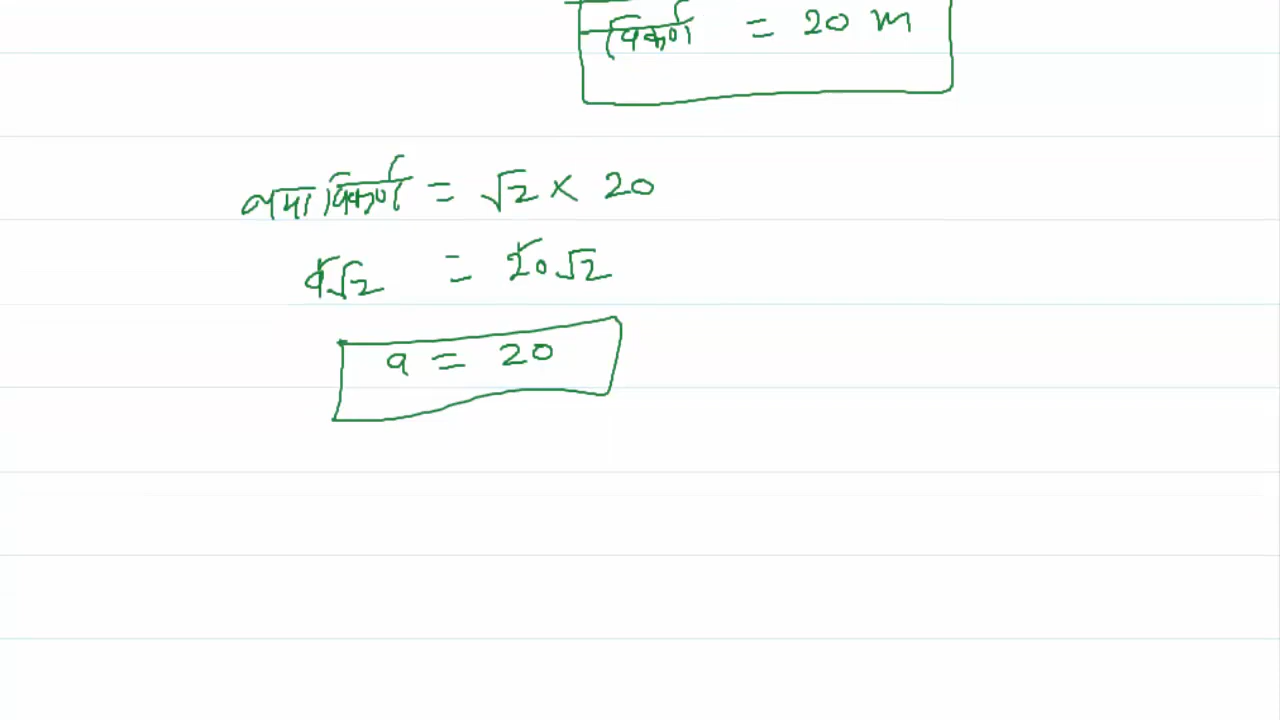 विकर्ण = 20 m
नया विकर्ण = √2 × 20
a√2 = 20√2
a = 20